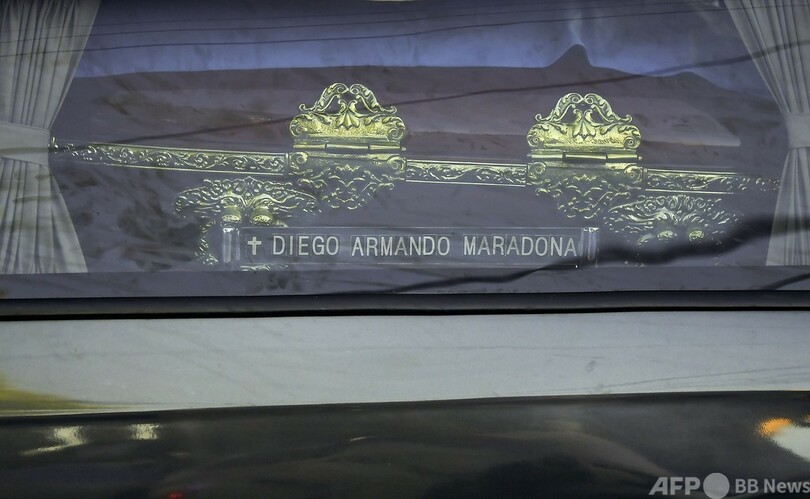 ✝ DIEGO ARMANDO MARADONA
AFP BB News